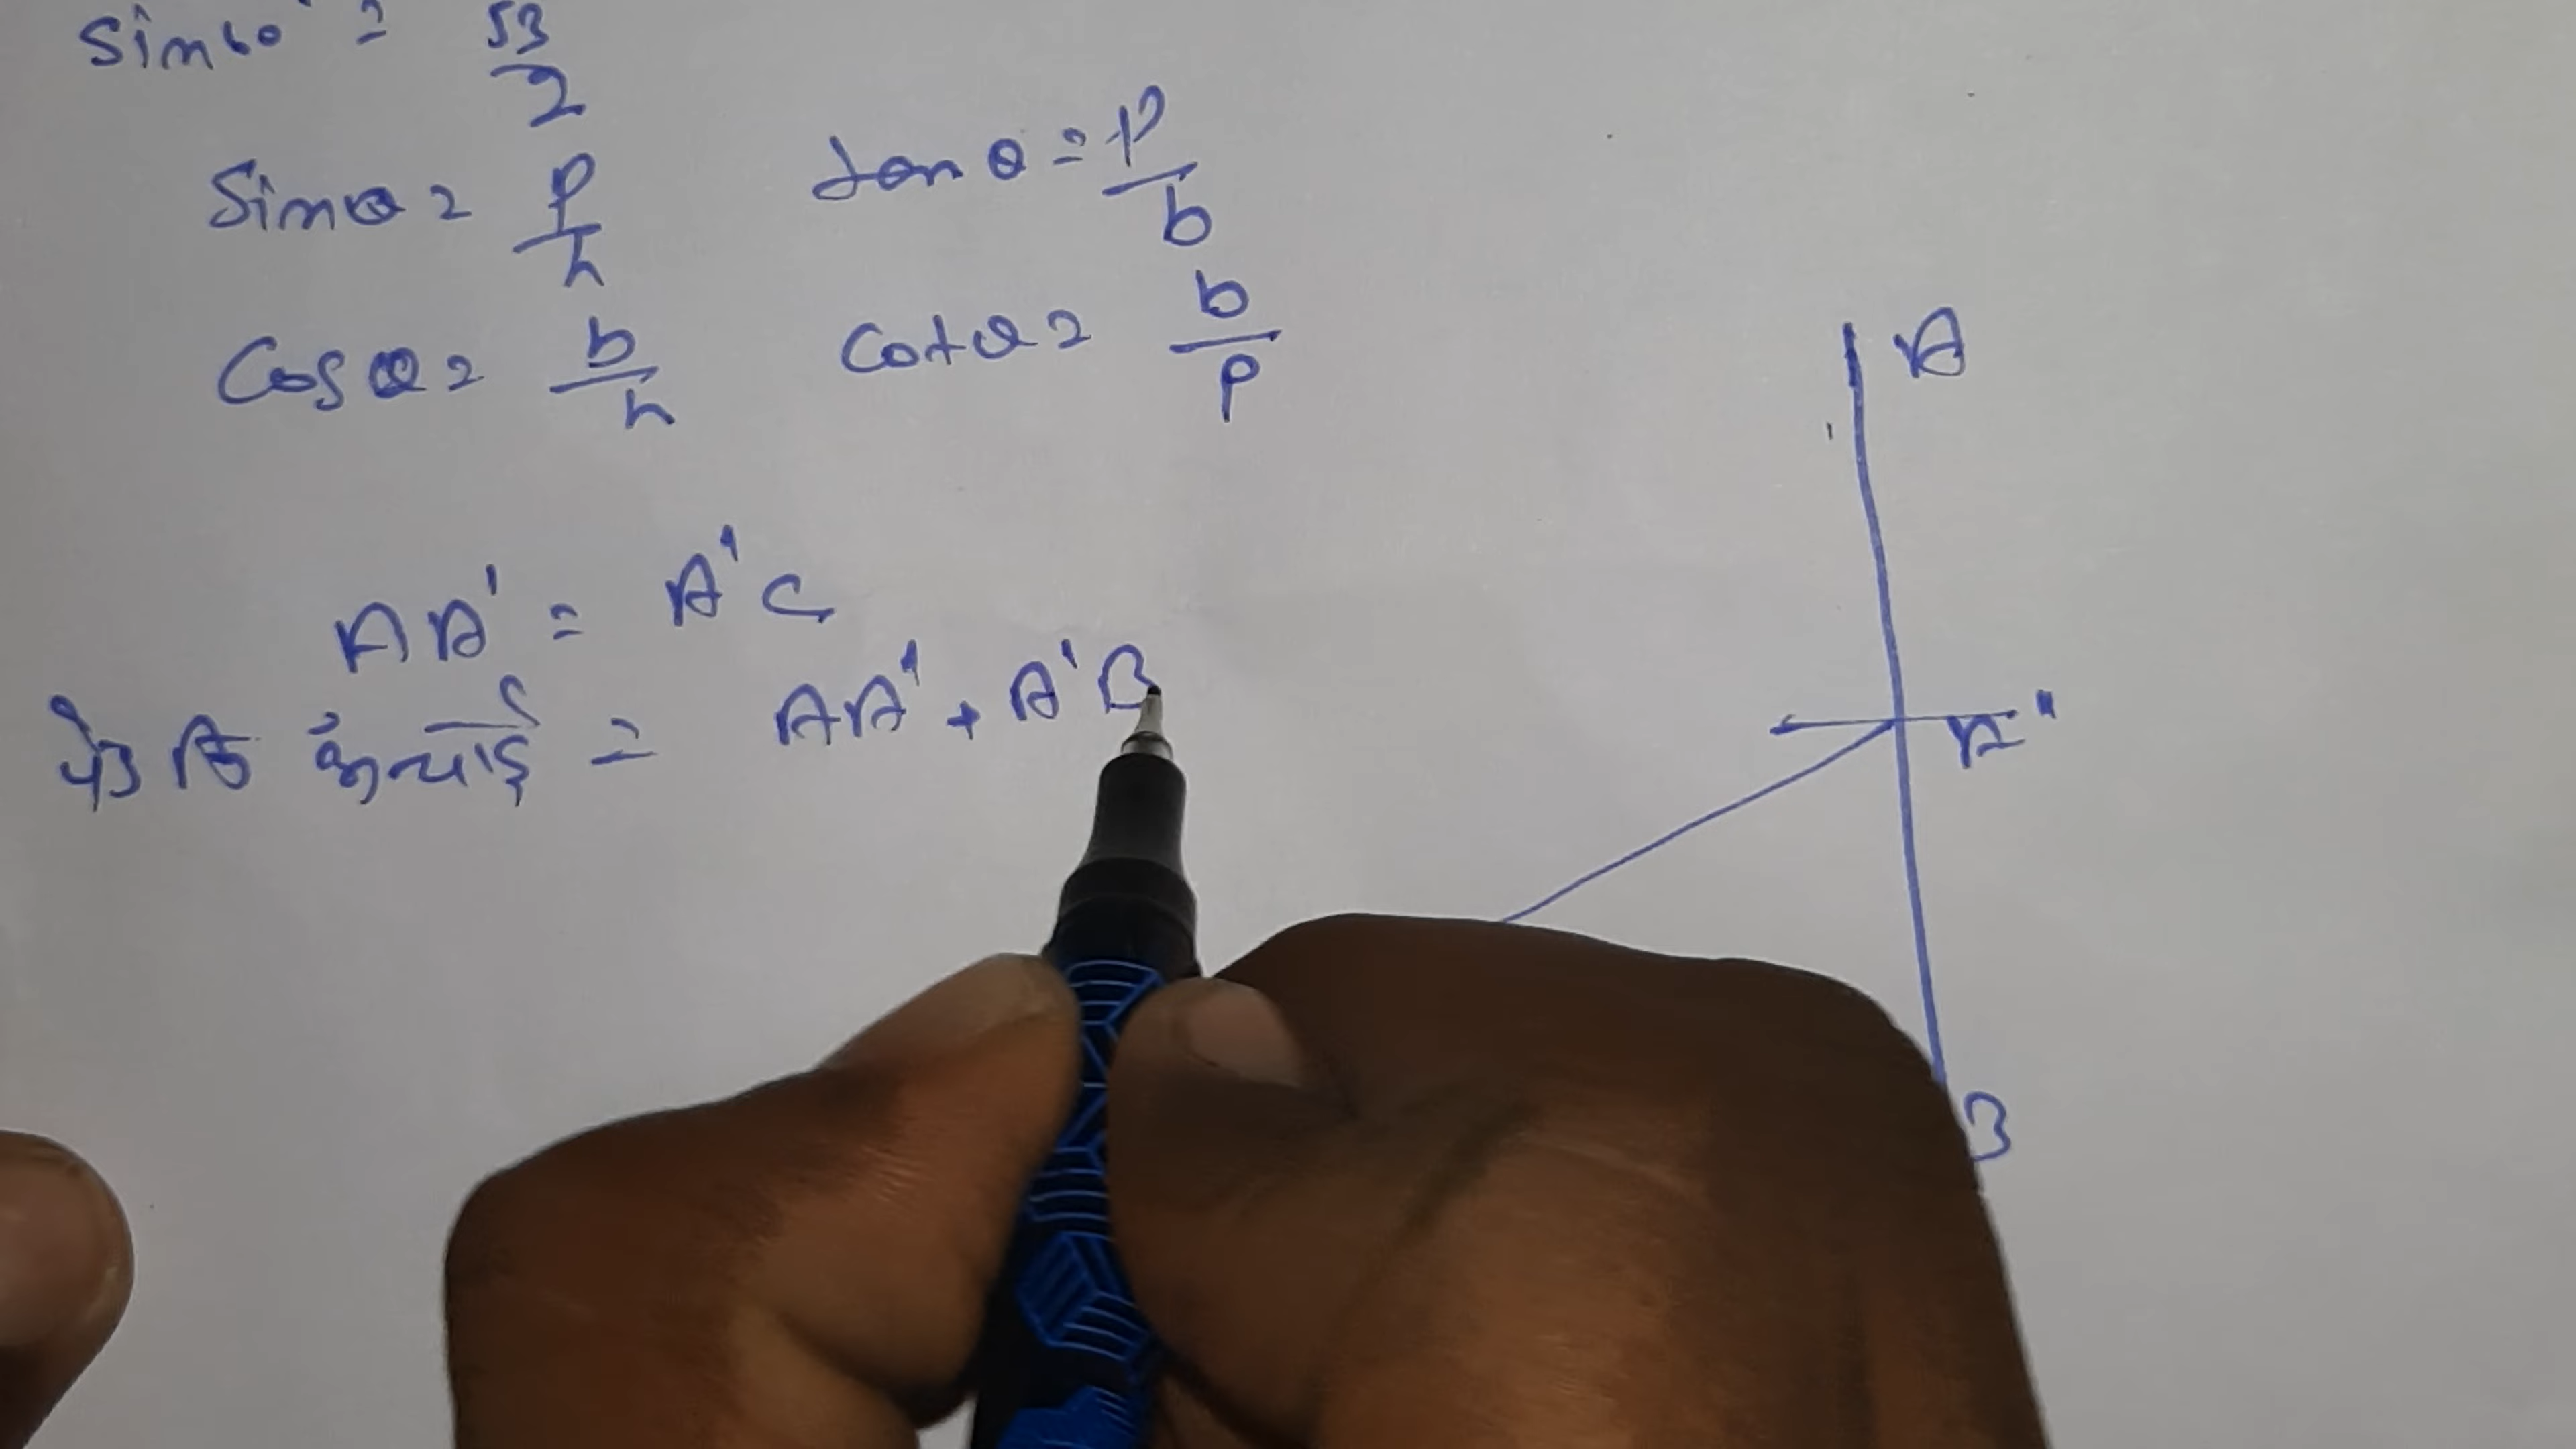 Sin60° = √3/2
Sinθ = p/h
tanθ = p/b
Cosθ = b/h
Cotθ = b/p
AA' = A'C
पेड कि ऊँचाई = AA' + A'B
A
A"
B